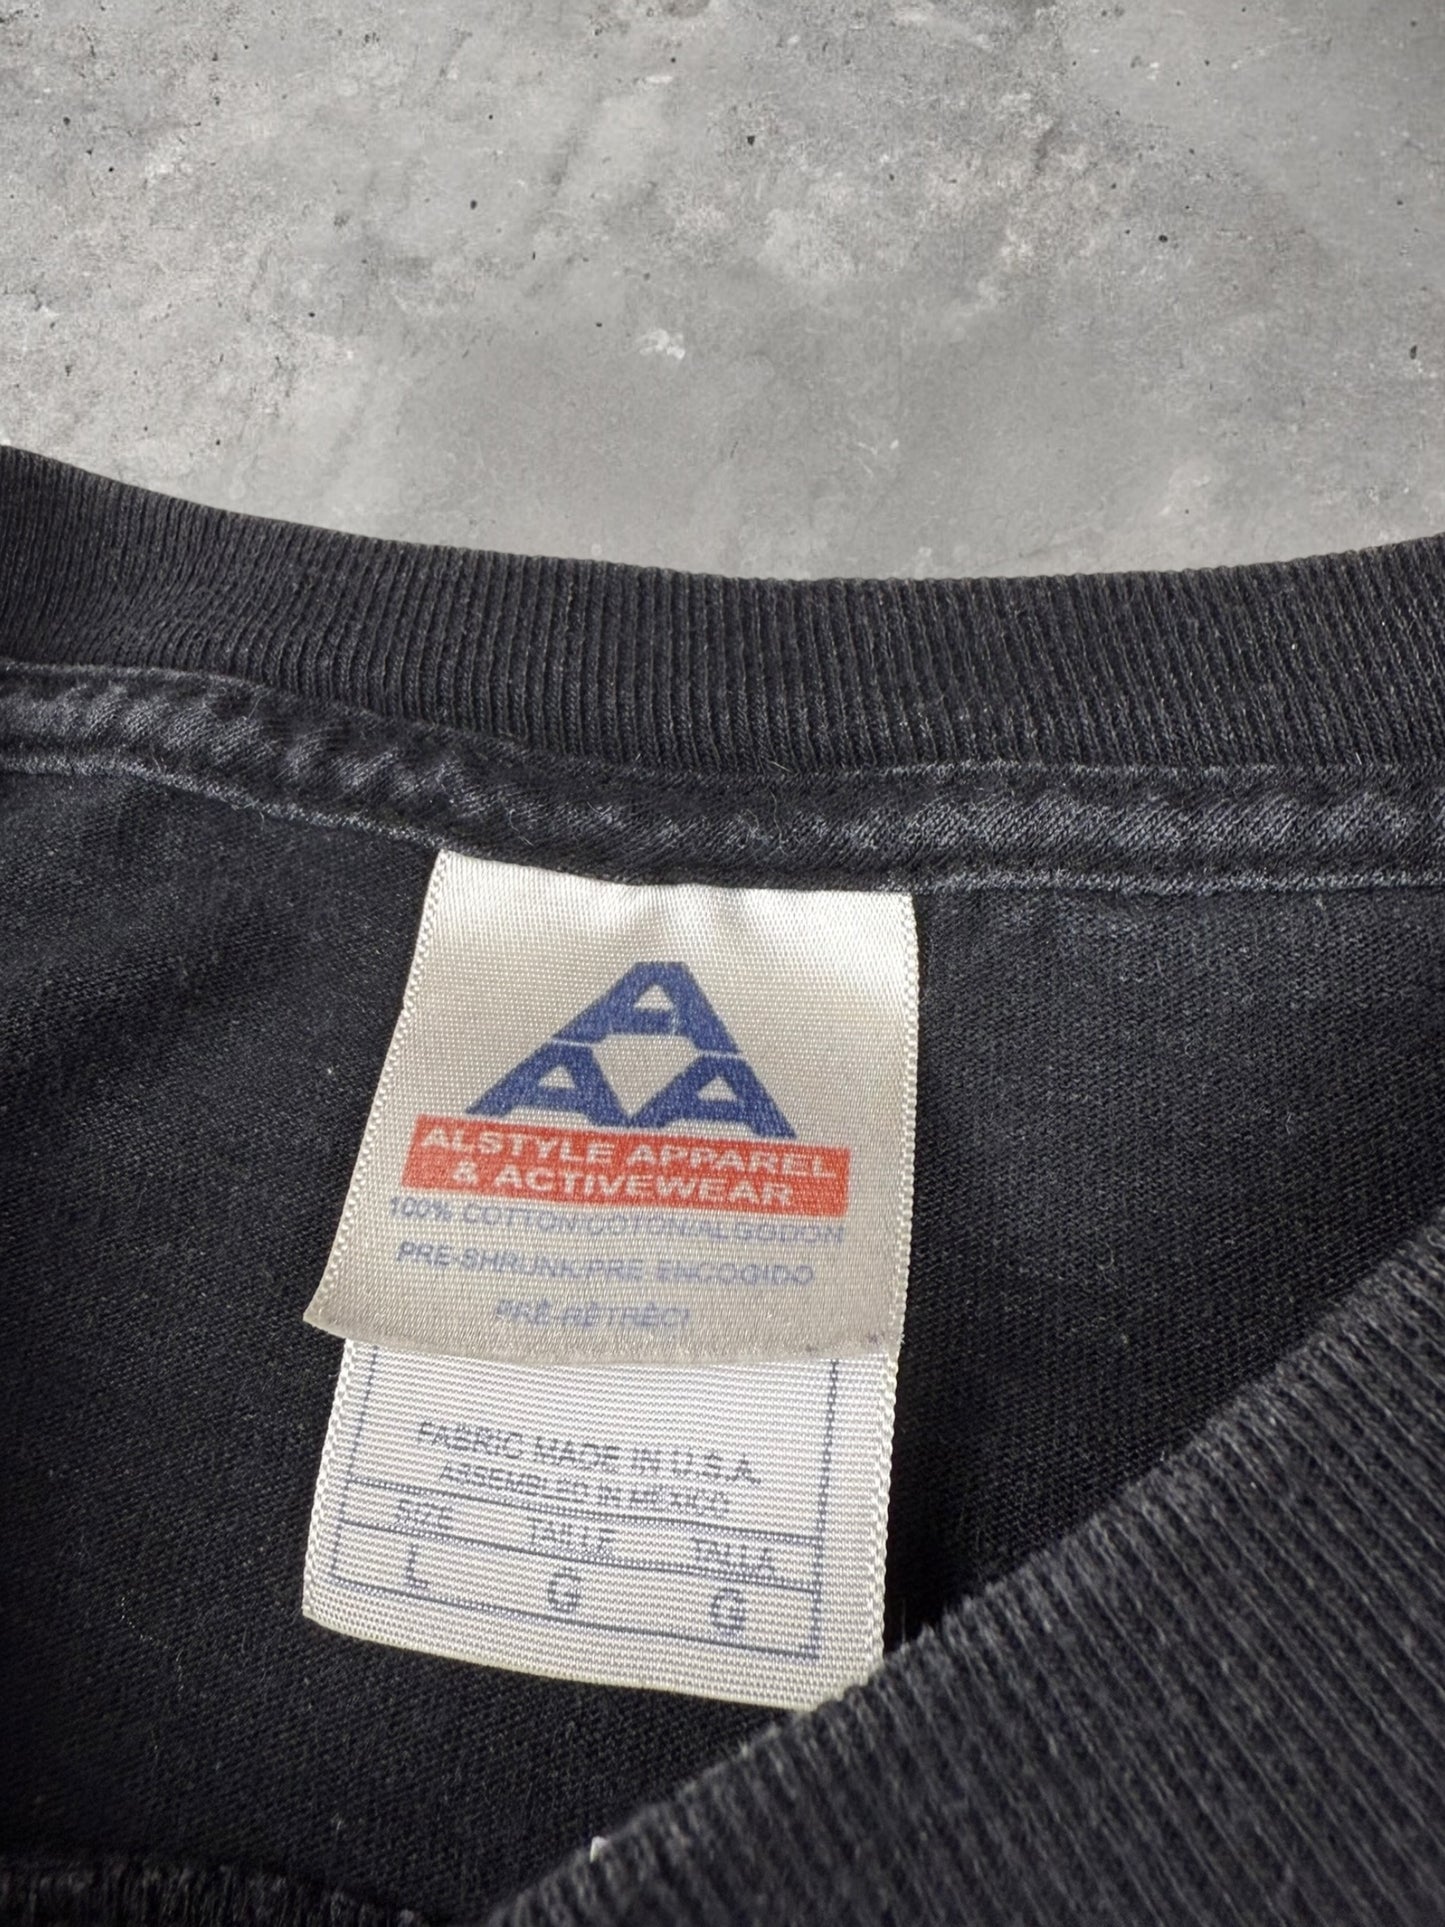 A
A A
ALSTYLE APPAREL
& ACTIVEWEAR
100% COTTON/COTON/ALGODON
PRE-SHRUNK/PRE ENCOGIDO
PRÉ-RÉTRÉCI
FABRIC MADE IN U.S.A.
ASSEMBLED IN MEXICO
SIZE TAILLE TALLA
L G G